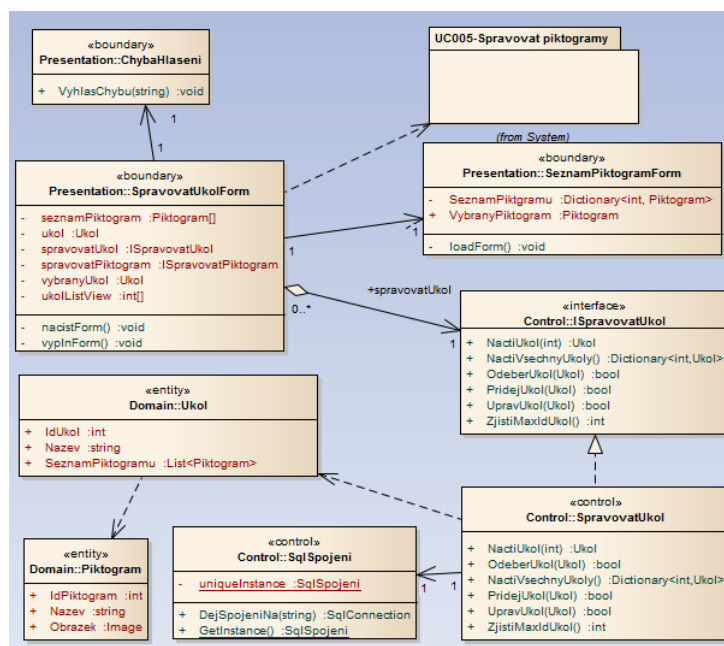 «boundary»
Presentation::ChybaHlaseni
+ VyhlasChybu(string) :void
UC005-Spravovat piktogramy
(from System)
1
1
«boundary»
Presentation::SpravovatUkolForm
- seznamPiktogram :Piktogram[]
- ukol :Ukol
- spravovatUkol :ISpravovatUkol
- spravovatPiktogram :ISpravovatPiktogram
- vybranyUkol :Ukol
- ukolListView :int[]
- nacistForm() :void
- vyplnForm() :void
«boundary»
Presentation::SeznamPiktogramForm
- SeznamPiktgramu :Dictionary<int, Piktogram>
+ VybranyPiktogram :Piktogram
- loadForm() :void
1
1
+spravovatUkol
0..*
1
«interface»
Control::ISpravovatUkol
+ NactiUkol(int) :Ukol
+ NactiVsechnyUkoly() :Dictionary<int,Ukol>
+ OdeberUkol(Ukol) :bool
+ PridejUkol(Ukol) :bool
+ UpravUkol(Ukol) :bool
+ ZjistiMaxIdUkol() :int
«entity»
Domain::Ukol
+ IdUkol :int
+ Nazev :string
+ SeznamPiktogramu :List<Piktogram>
«entity»
Domain::Piktogram
+ IdPiktogram :int
+ Nazev :string
+ Obrazek :Image
«control»
Control::SqlSpojeni
- uniqueInstance :SqlSpojeni
+ DejSpojeniNa(string) :SqlConnection
+ GetInstance() :SqlSpojeni
1
1
«control»
Control::SpravovatUkol
+ NactiUkol(int) :Ukol
+ OdeberUkol(Ukol) :bool
+ NactiVsechnyUkoly() :Dictionary<int,Ukol>
+ PridejUkol(Ukol) :bool
+ UpravUkol(Ukol) :bool
+ ZjistiMaxIdUkol() :int